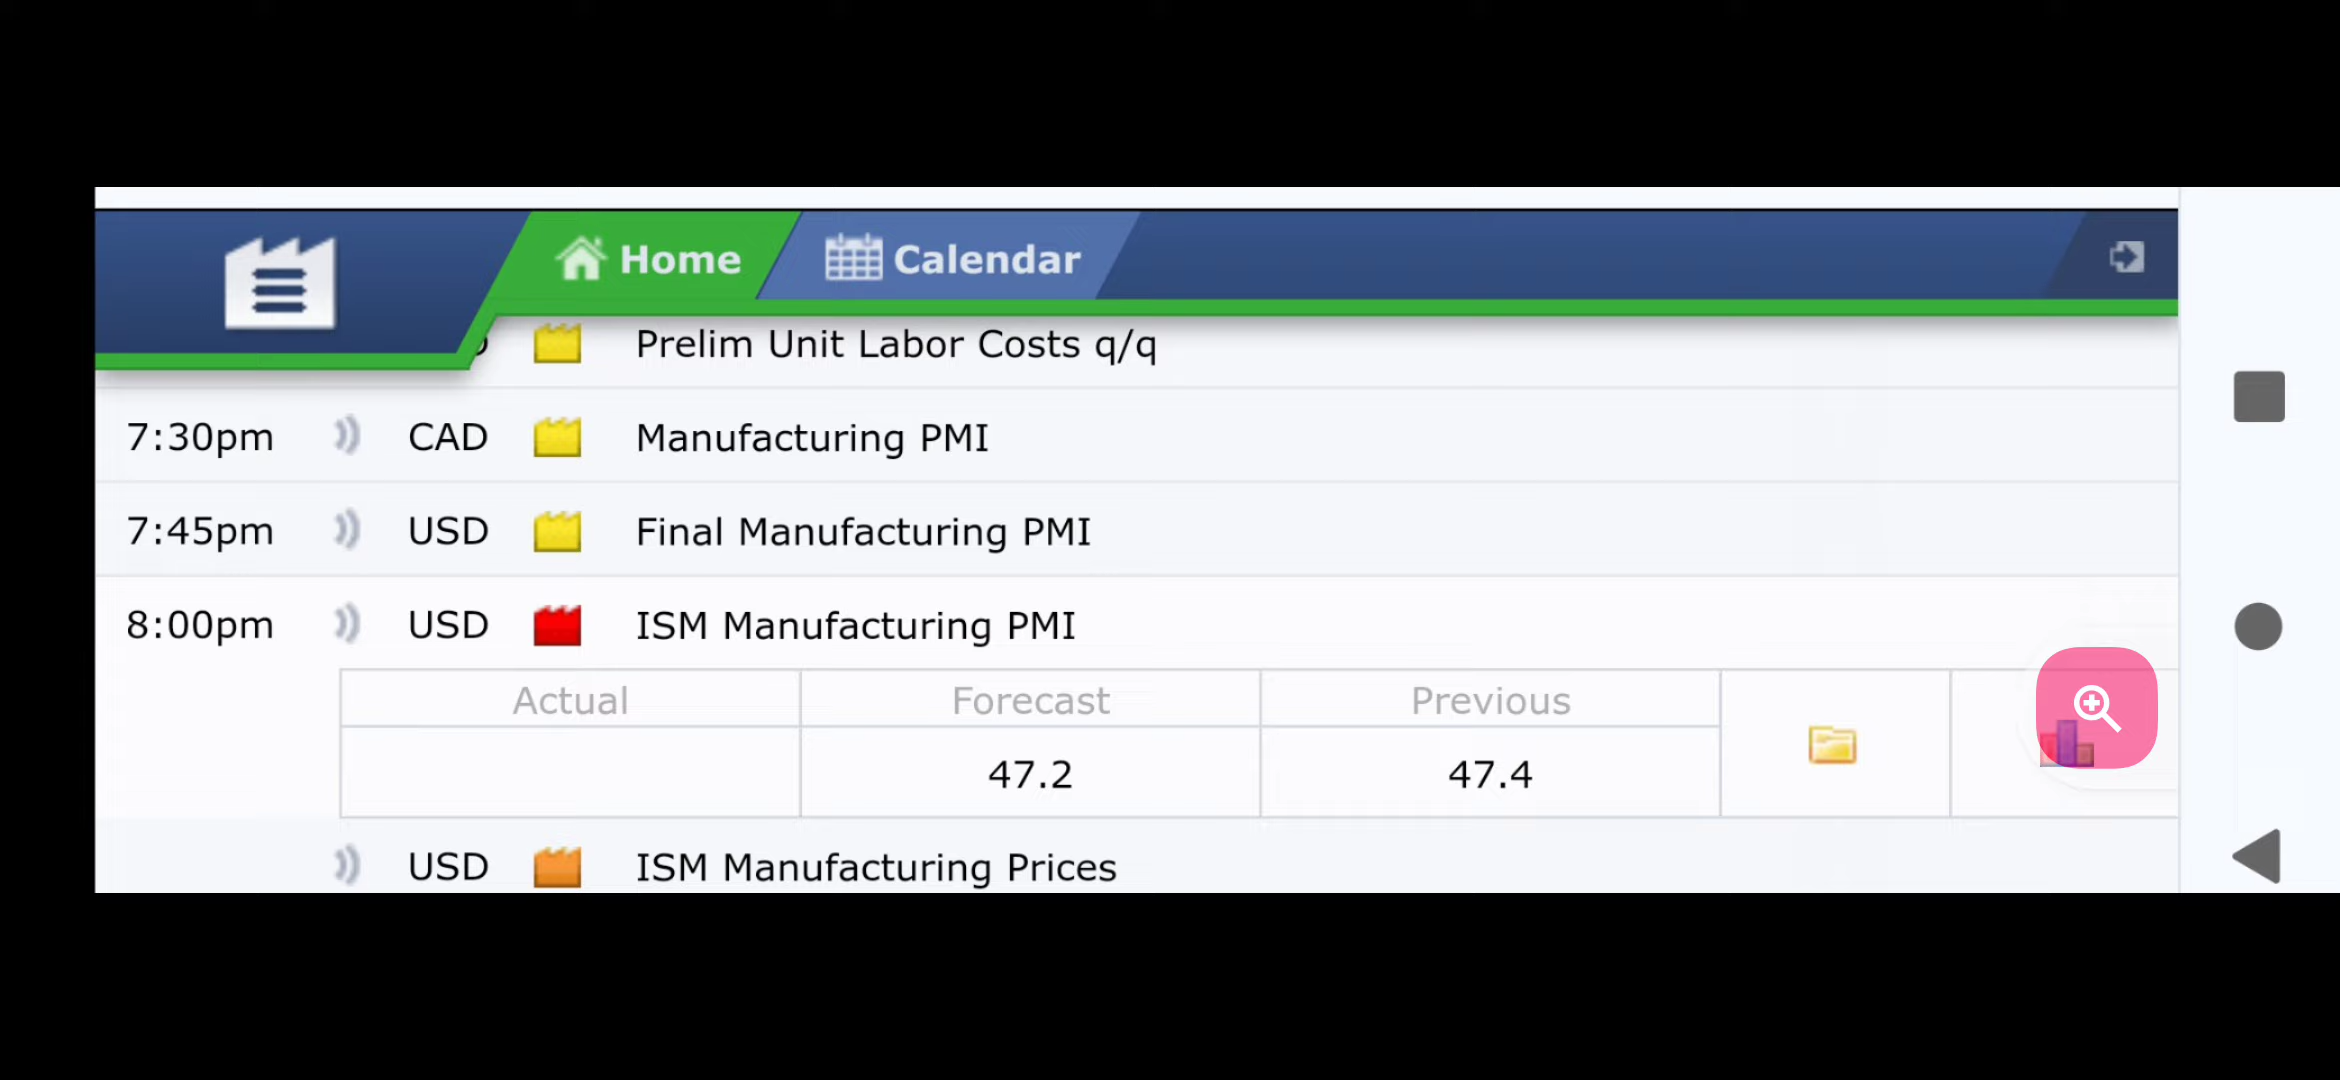 Home Calendar
Prelim Unit Labor Costs q/q
7:30pm CAD Manufacturing PMI
7:45pm USD Final Manufacturing PMI
8:00pm USD ISM Manufacturing PMI
Actual Forecast Previous
47.2 47.4
USD ISM Manufacturing Prices